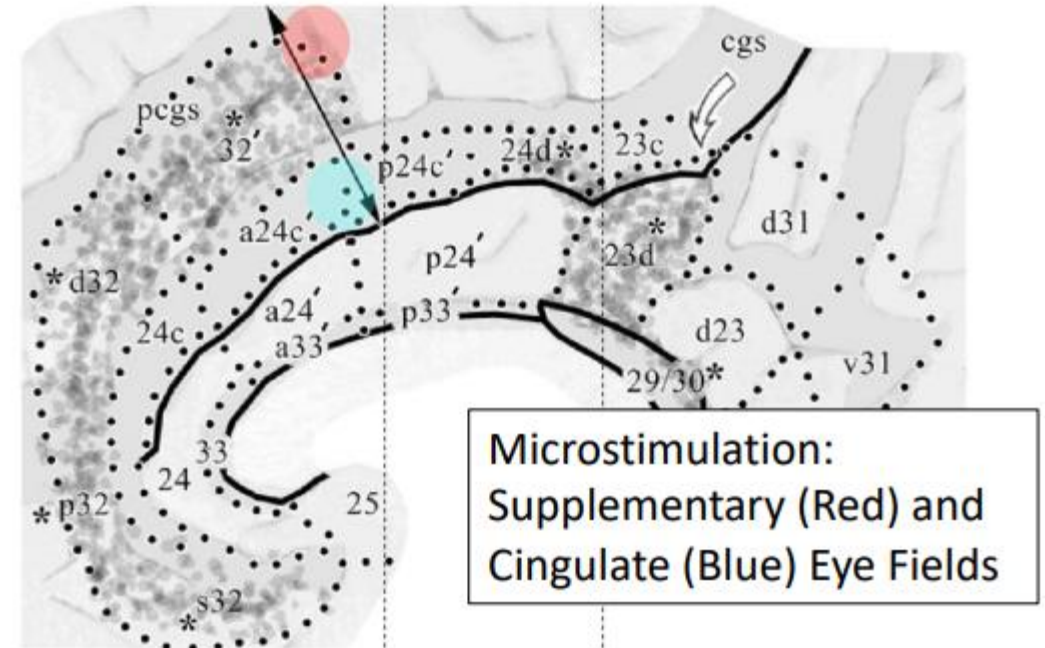 cgs
pcgs
*
32′
p24c′
24d*
23c
a24c′
*
23d
d31
*d32
p24′
24c
a24′
p33′
a33′
d23
v31
29/30*
33
24
25
*p32
s32
*
Microstimulation:
Supplementary (Red) and
Cingulate (Blue) Eye Fields